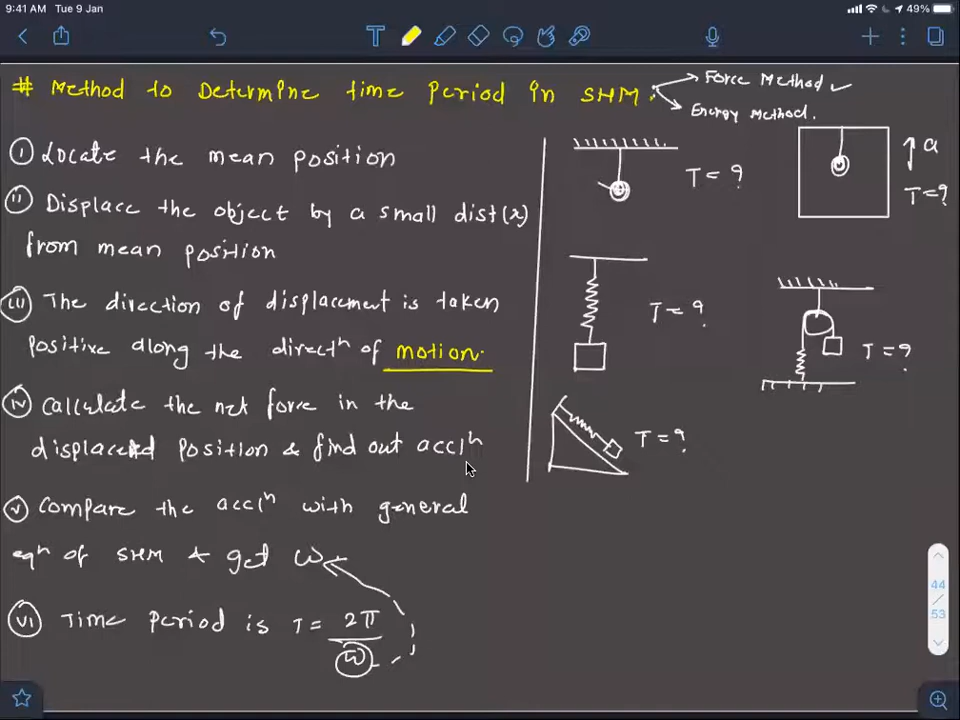 9:41 AM Tue 9 Jan
49%
# Method to Determine time Period in SHM.
Force Method
Energy Method.
(i) Locate the mean position
(ii) Displace the object by a small dist(x)
from mean position
(iii) The direction of displacement is taken
Positive along the directn of motion.
(iv) Calculate the net force in the
displaced Position & find out accln
(v) Compare the accln with general
eqn of SHM & get ω
(vi) Time Period is T = 2π
ω
T = ?
a
T = ?
T = ?
T = ?
T = ?
44
/
53